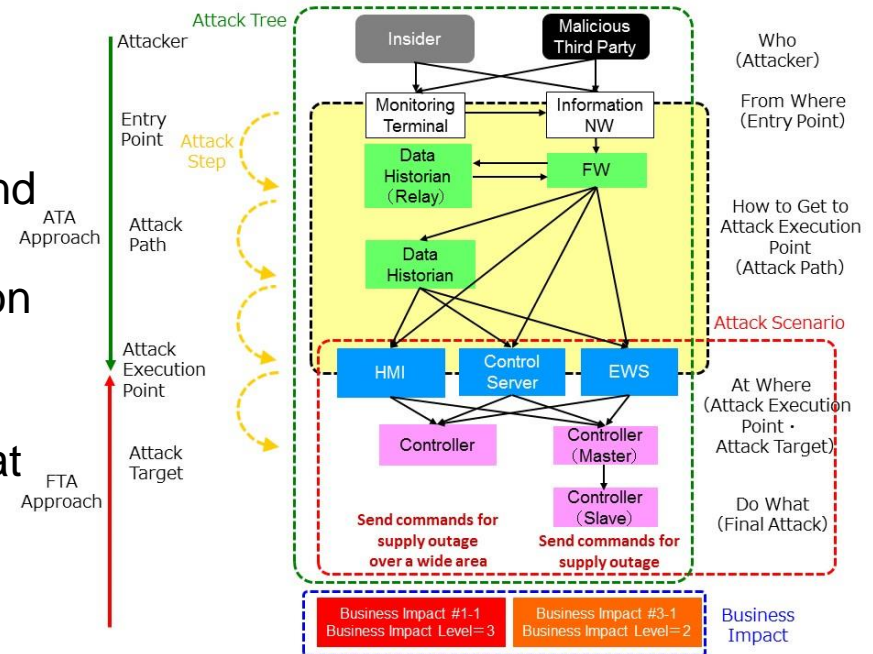 Attack Tree
Attacker
Insider
Malicious
Third Party
Who
(Attacker)
Entry
Point
Attack
Step
Monitoring
Terminal
Information
NW
From Where
(Entry Point)
Data
Historian
(Relay)
FW
nd
ATA
Approach
Attack
Path
How to Get to
Attack Execution
Point
(Attack Path)
Data
Historian
on
Attack Scenario
Attack
Execution
Point
HMI
Control
Server
EWS
At Where
(Attack Execution
Point・
Attack Target)
Controller
Controller
(Master)
at
FTA
Approach
Attack
Target
Controller
(Slave)
Do What
(Final Attack)
Send commands for
supply outage
over a wide area
Send commands for
supply outage
Business Impact #1-1
Business Impact Level=3
Business Impact #3-1
Business Impact Level=2
Business
Impact